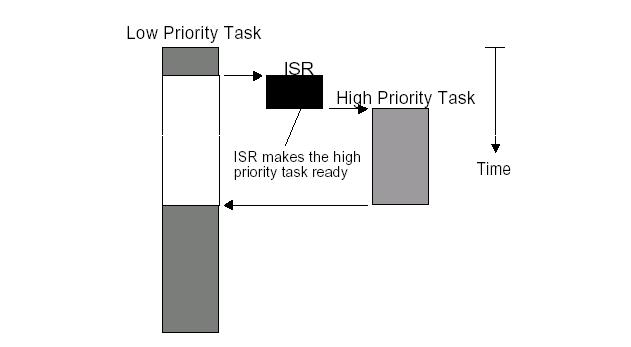 Low Priority Task
ISR
High Priority Task
ISR makes the high
priority task ready
Time